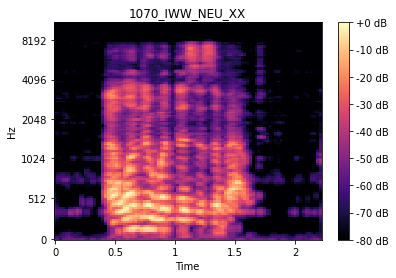 1070_IWW_NEU_XX
8192
4096
2048
1024
512
0
Hz
0
0.5
1
1.5
2
Time
+0 dB
-10 dB
-20 dB
-30 dB
-40 dB
-50 dB
-60 dB
-70 dB
-80 dB